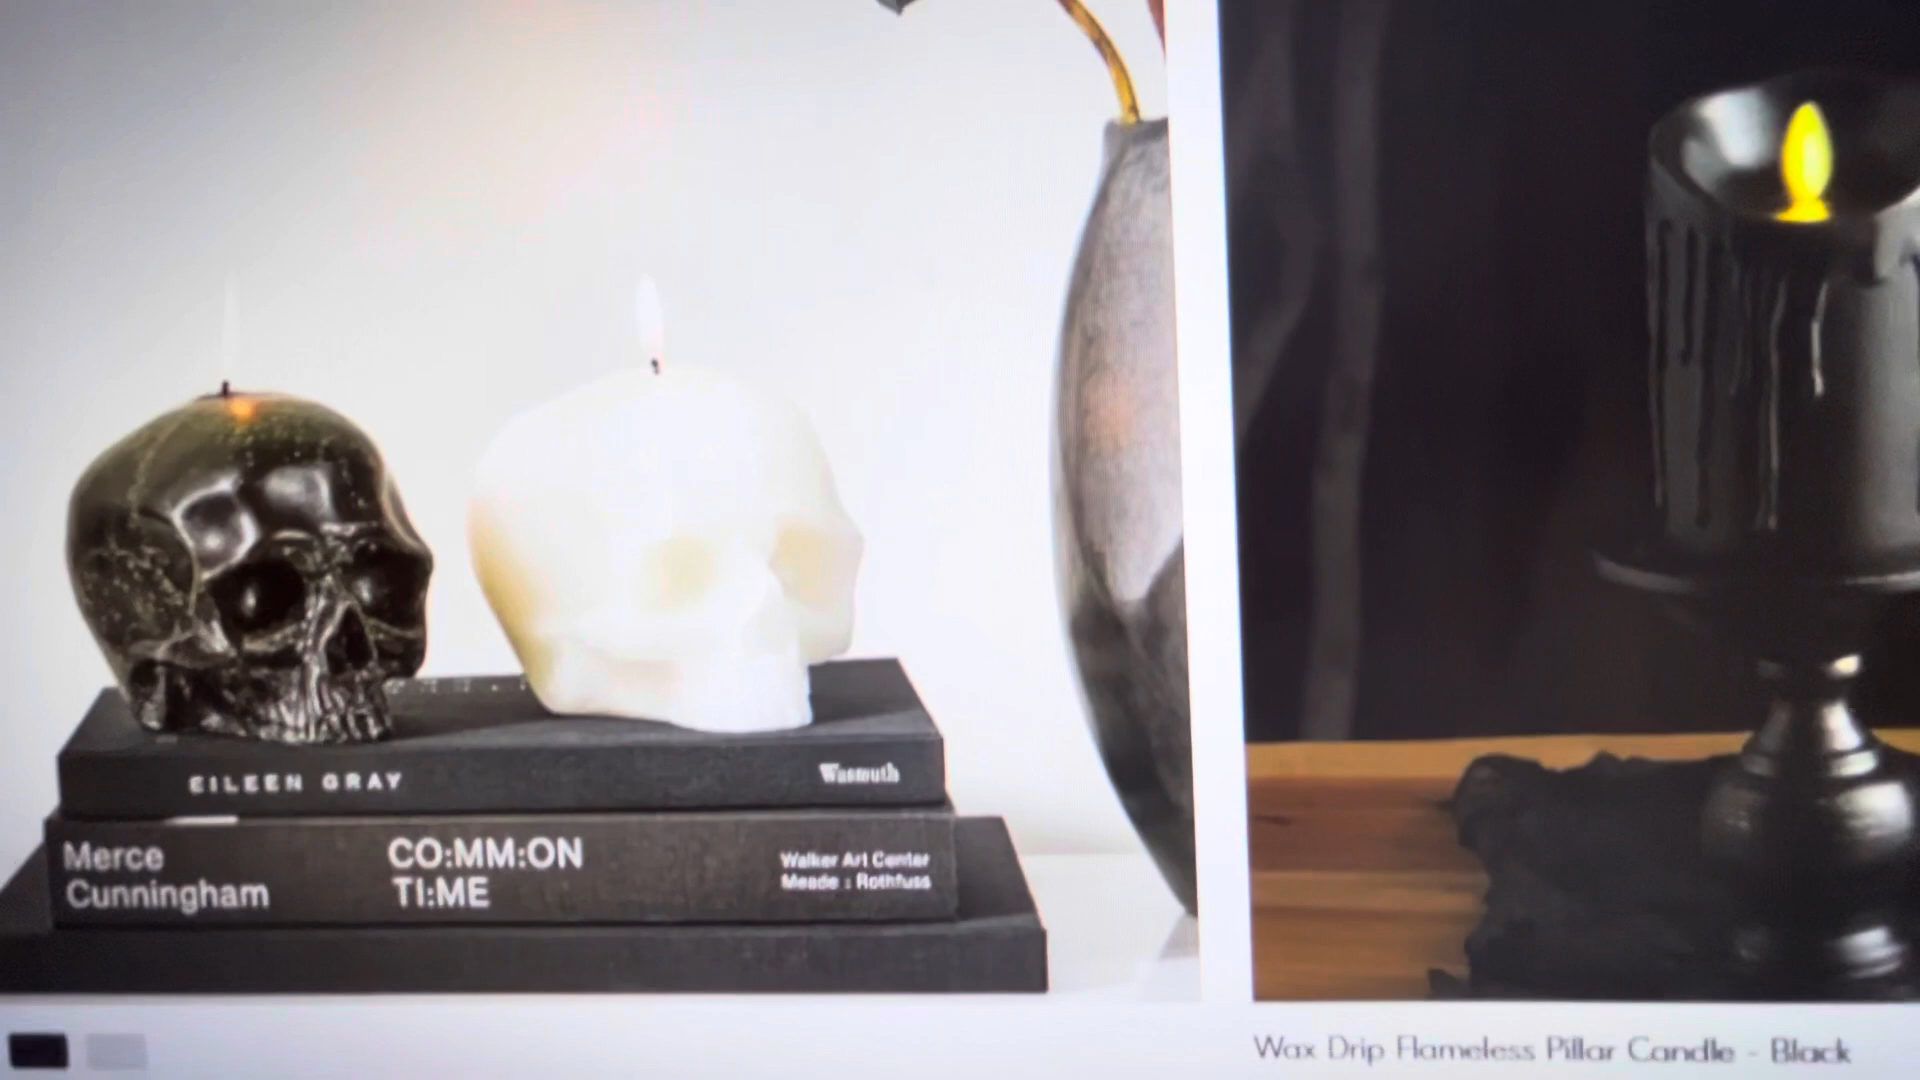 EILEEN GRAY
Wasmuth
Merce
Cunningham
CO:MM:ON
TI:ME
Walker Art Center
Meade : Rothfuss
Wax Drip Flameless Pillar Candle - Black